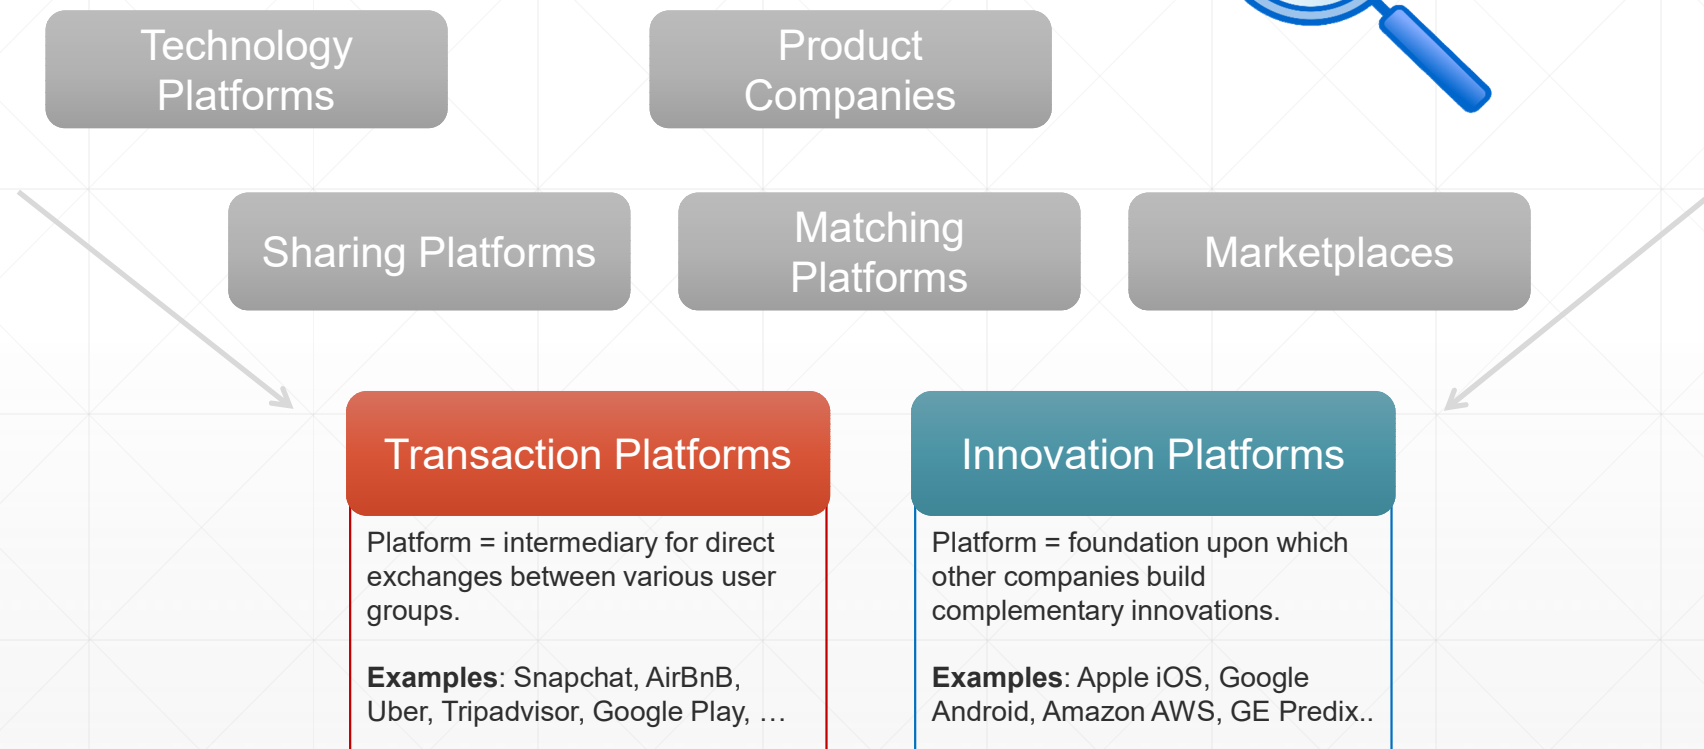 Technology
Platforms
Product
Companies
Sharing Platforms
Matching
Platforms
Marketplaces
Transaction Platforms
Platform = intermediary for direct
exchanges between various user
groups.
Examples: Snapchat, AirBnB,
Uber, Tripadvisor, Google Play, …
Innovation Platforms
Platform = foundation upon which
other companies build
complementary innovations.
Examples: Apple iOS, Google
Android, Amazon AWS, GE Predix..